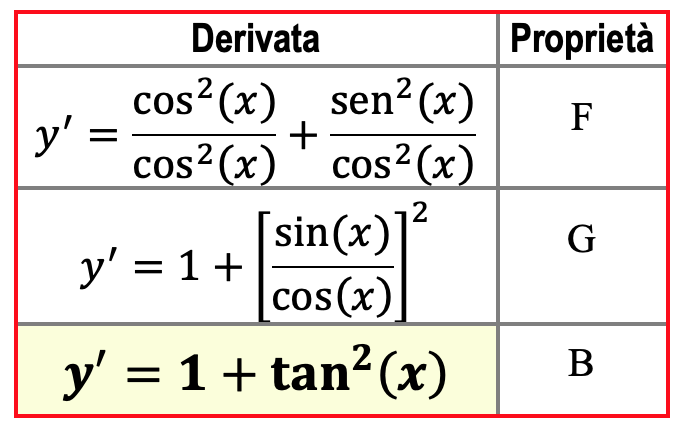 Derivata Proprietà
y′ = cos²(x)/cos²(x) + sen²(x)/cos²(x) F
y′ = 1 + [sin(x)/cos(x)]² G
y′ = 1 + tan²(x) B